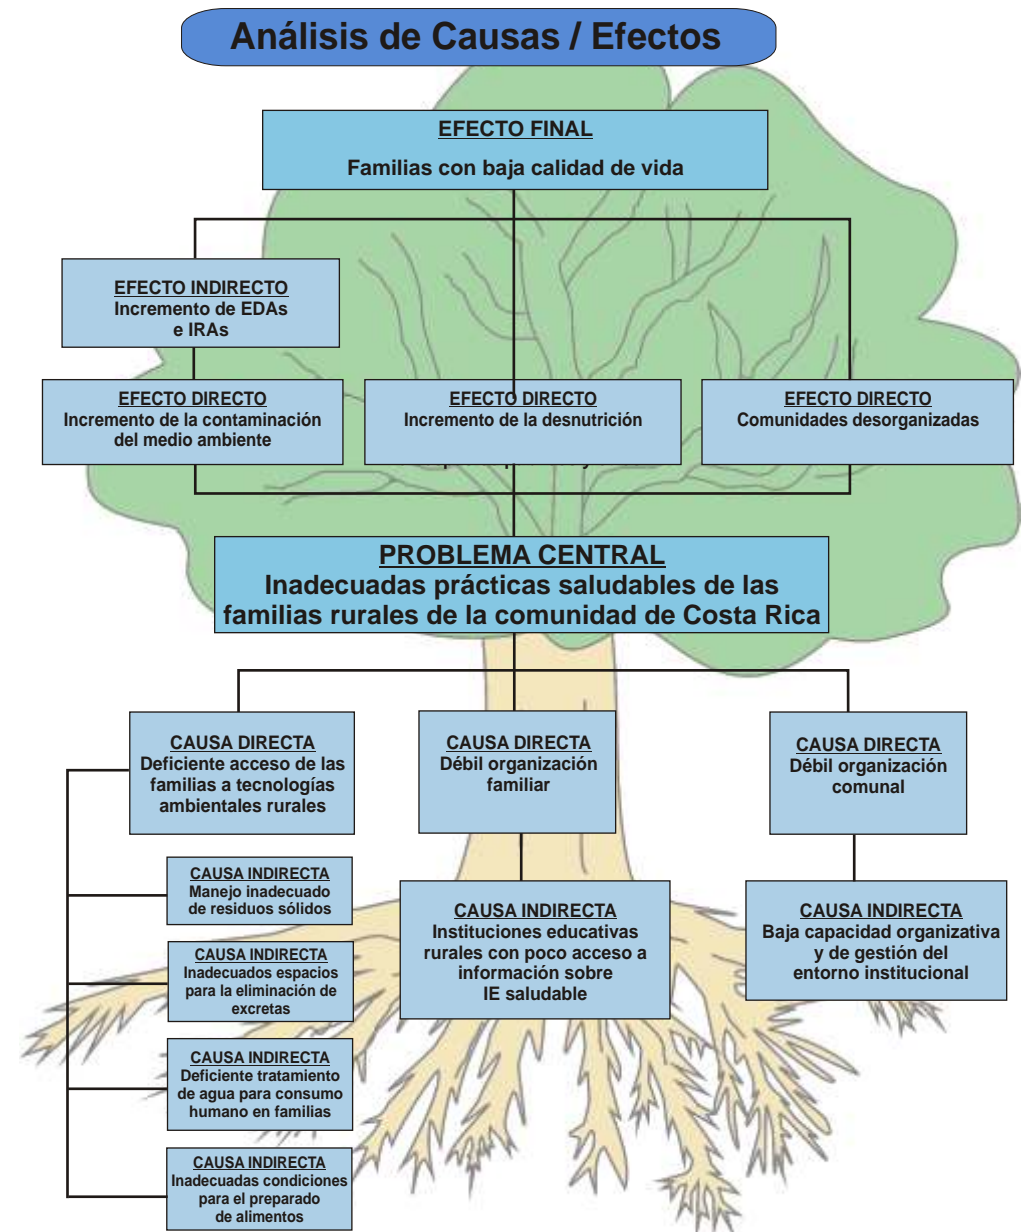 Análisis de Causas / Efectos
EFECTO FINAL
Familias con baja calidad de vida
EFECTO INDIRECTO
Incremento de EDAs
e IRAs
EFECTO DIRECTO
Incremento de la contaminación
del medio ambiente
EFECTO DIRECTO
Incremento de la desnutrición
EFECTO DIRECTO
Comunidades desorganizadas
PROBLEMA CENTRAL
Inadecuadas prácticas saludables de las
familias rurales de la comunidad de Costa Rica
CAUSA DIRECTA
Deficiente acceso de las
familias a tecnologías
ambientales rurales
CAUSA DIRECTA
Débil organización
familiar
CAUSA DIRECTA
Débil organización
comunal
CAUSA INDIRECTA
Manejo inadecuado
de residuos sólidos
CAUSA INDIRECTA
Inadecuados espacios
para la eliminación de
excretas
CAUSA INDIRECTA
Deficiente tratamiento
de agua para consumo
humano en familias
CAUSA INDIRECTA
Inadecuadas condiciones
para el preparado
de alimentos
CAUSA INDIRECTA
Instituciones educativas
rurales con poco acceso a
información sobre
IE saludable
CAUSA INDIRECTA
Baja capacidad organizativa
y de gestión del
entorno institucional